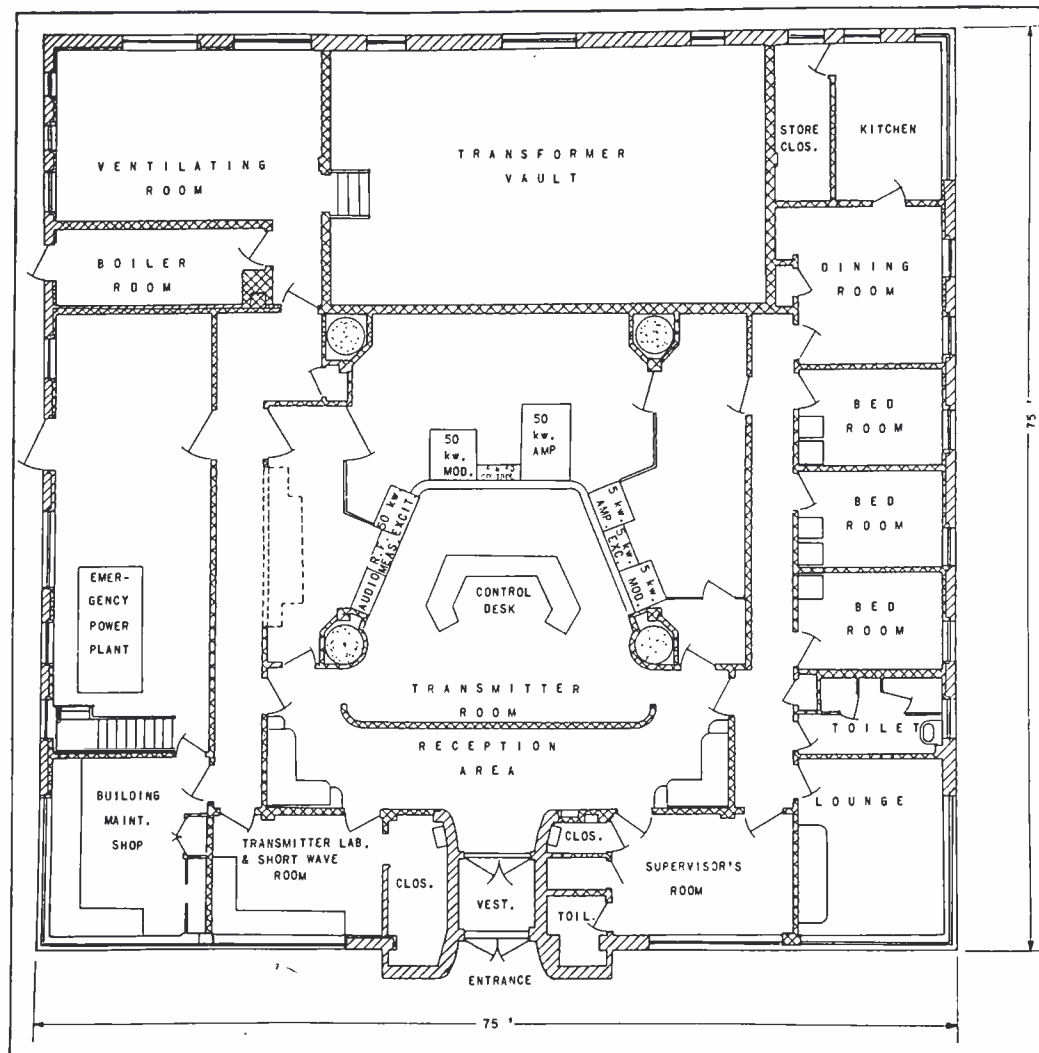 VENTILATING
ROOM
TRANSFORMER
VAULT
STORE
CLOS.
KITCHEN
BOILER
ROOM
DINING
ROOM
75 '
BED
ROOM
50
kw.
MOD.
50
kw.
AMP
50 kw.
EXCIT.
R.F.
MEAS.
AUDIO
5 kw.
AMP.
5 kw.
EXC.
5 kw.
MOD.
BED
ROOM
EMER-
GENCY
POWER
PLANT
CONTROL
DESK
BED
ROOM
TRANSMITTER
ROOM
RECEPTION
AREA
TOILET
BUILDING
MAINT.
SHOP
LOUNGE
TRANSMITTER LAB.
& SHORT WAVE
ROOM
CLOS.
CLOS.
SUPERVISOR'S
ROOM
VEST.
TOIL.
ENTRANCE
75 '